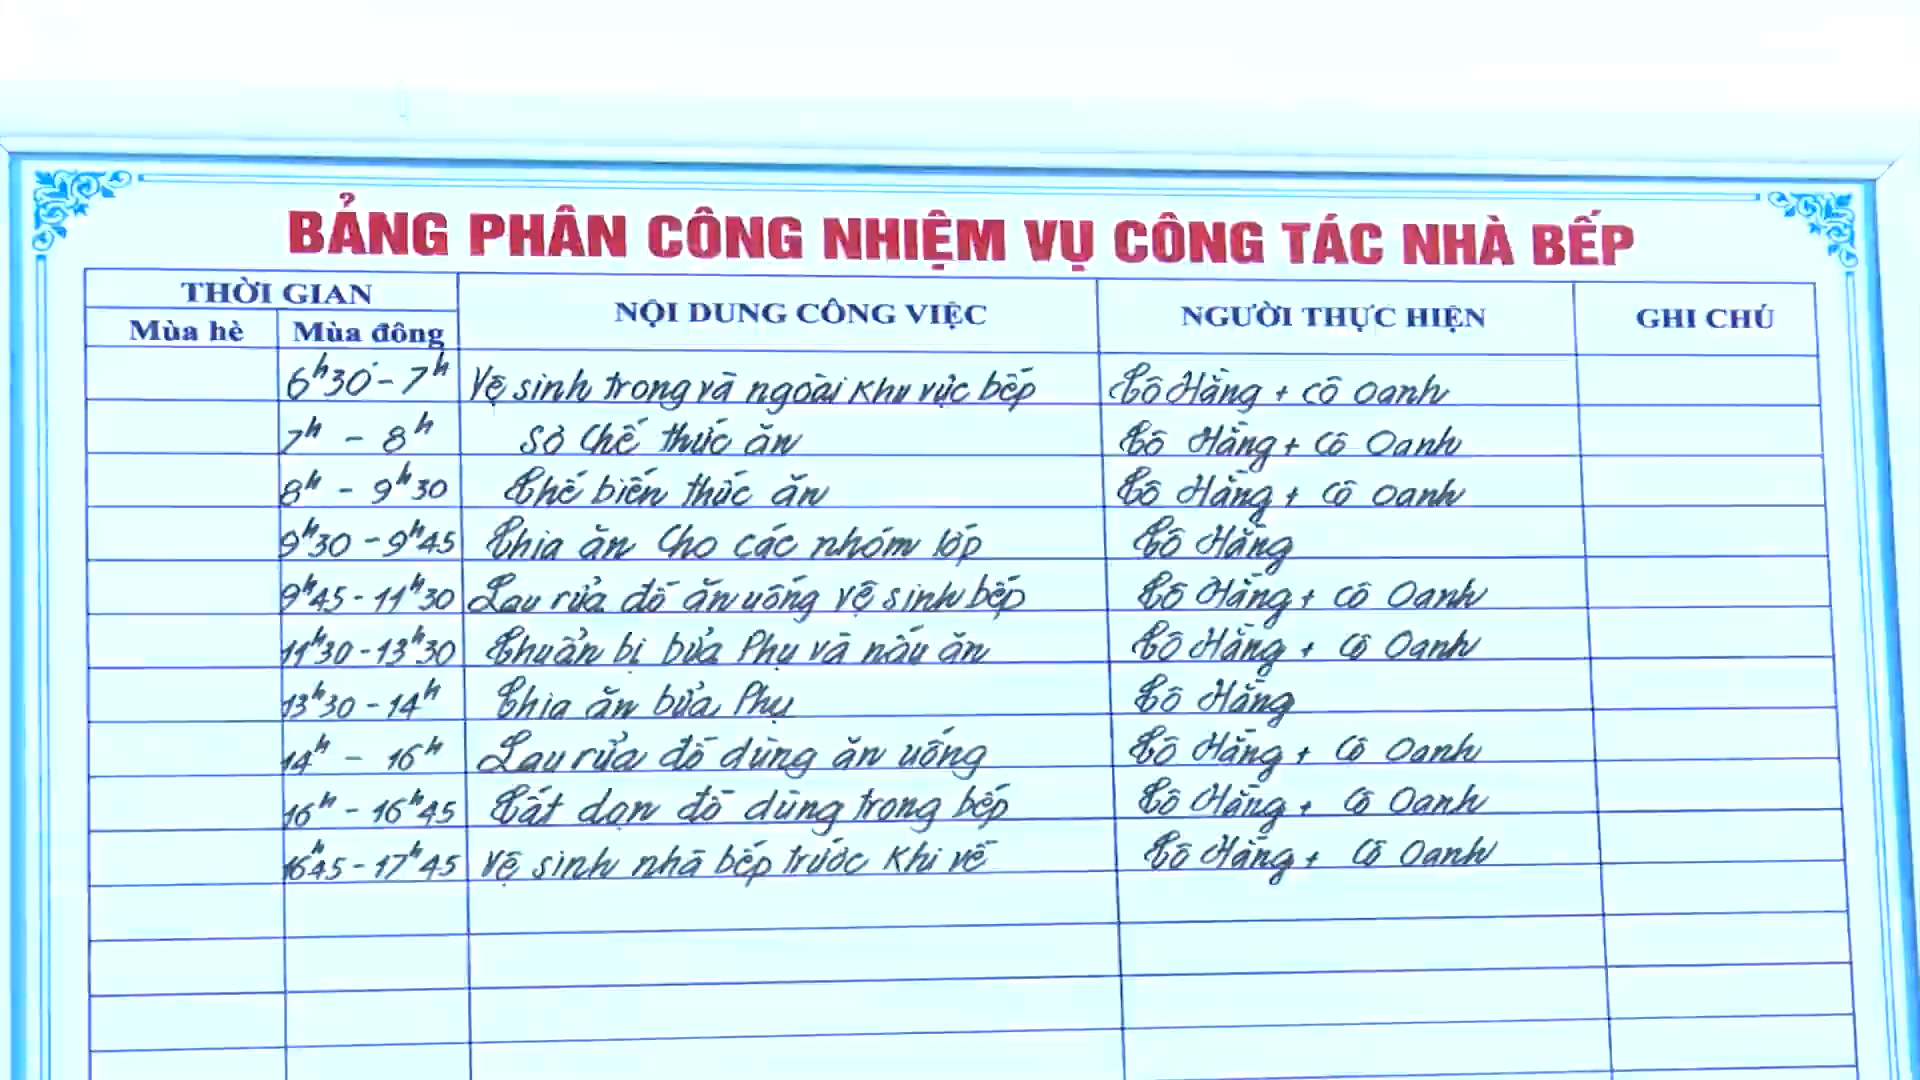 BẢNG PHÂN CÔNG NHIỆM VỤ CÔNG TÁC NHÀ BẾP
THỜI GIAN NỘI DUNG CÔNG VIỆC NGƯỜI THỰC HIỆN GHI CHÚ
Mùa hè Mùa đông
6h30 - 7h Vệ sinh trong và ngoài khu vực bếp Cô Hằng + cô Oanh
7h - 8h Sơ chế thức ăn Cô Hằng + Cô Oanh
8h - 9h30 Chế biến thức ăn Cô Hằng + Cô Oanh
9h30 - 9h45 Chia ăn cho các nhóm lớp Cô Hằng
9h45 - 11h30 Lau rửa đồ ăn uống vệ sinh bếp Cô Hằng + Cô Oanh
11h30 - 13h30 Chuẩn bị bửa Phụ và nấu ăn Cô Hằng + Cô Oanh
13h30 - 14h Chia ăn bửa Phụ Cô Hằng
14h - 16h Lau rửa đồ dùng ăn uống Cô Hằng + Cô Oanh
16h - 16h45 Cất dọn đồ dùng trong bếp Cô Hằng + Cô Oanh
16h45 - 17h45 Vệ sinh nhà bếp trước khi về Cô Hằng + Cô Oanh